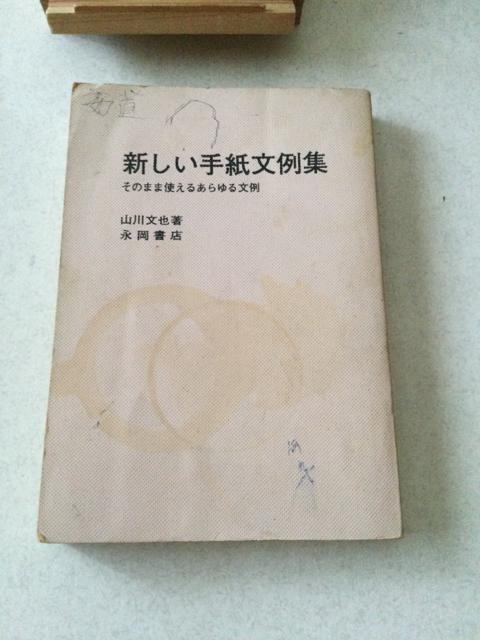 新しい手紙文例集
そのまま使えるあらゆる文例
山川文也著
永岡書店